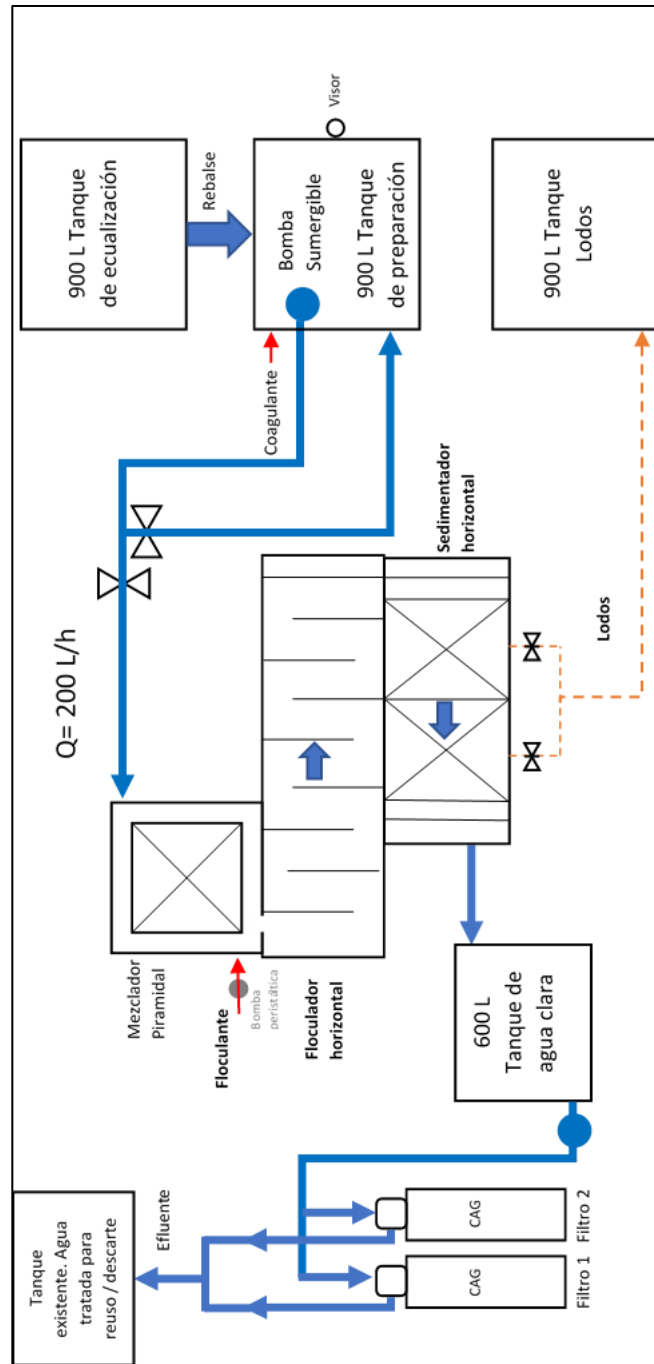 900 L Tanque
de ecualización
Rebalse
Visor
Bomba
Sumergible
900 L Tanque
de preparación
900 L Tanque
Lodos
Coagulante
Q= 200 L/h
Sedimentador
horizontal
Lodos
Mezclador
Piramidal
Floculante
Bomba
peristáltica
Floculador
horizontal
600 L
Tanque de
agua clara
Tanque
existente. Agua
tratada para
reuso / descarte
Efluente
CAG
Filtro 2
CAG
Filtro 1